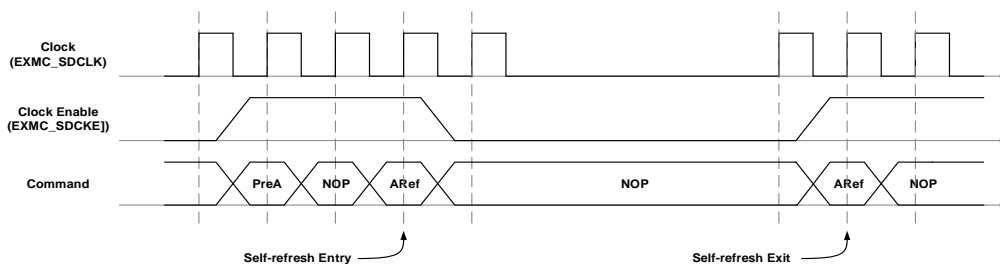 Clock
(EXMC_SDCLK)
Clock Enable
(EXMC_SDCKE])
Command
PreA
NOP
ARef
NOP
ARef
NOP
Self-refresh Entry
Self-refresh Exit